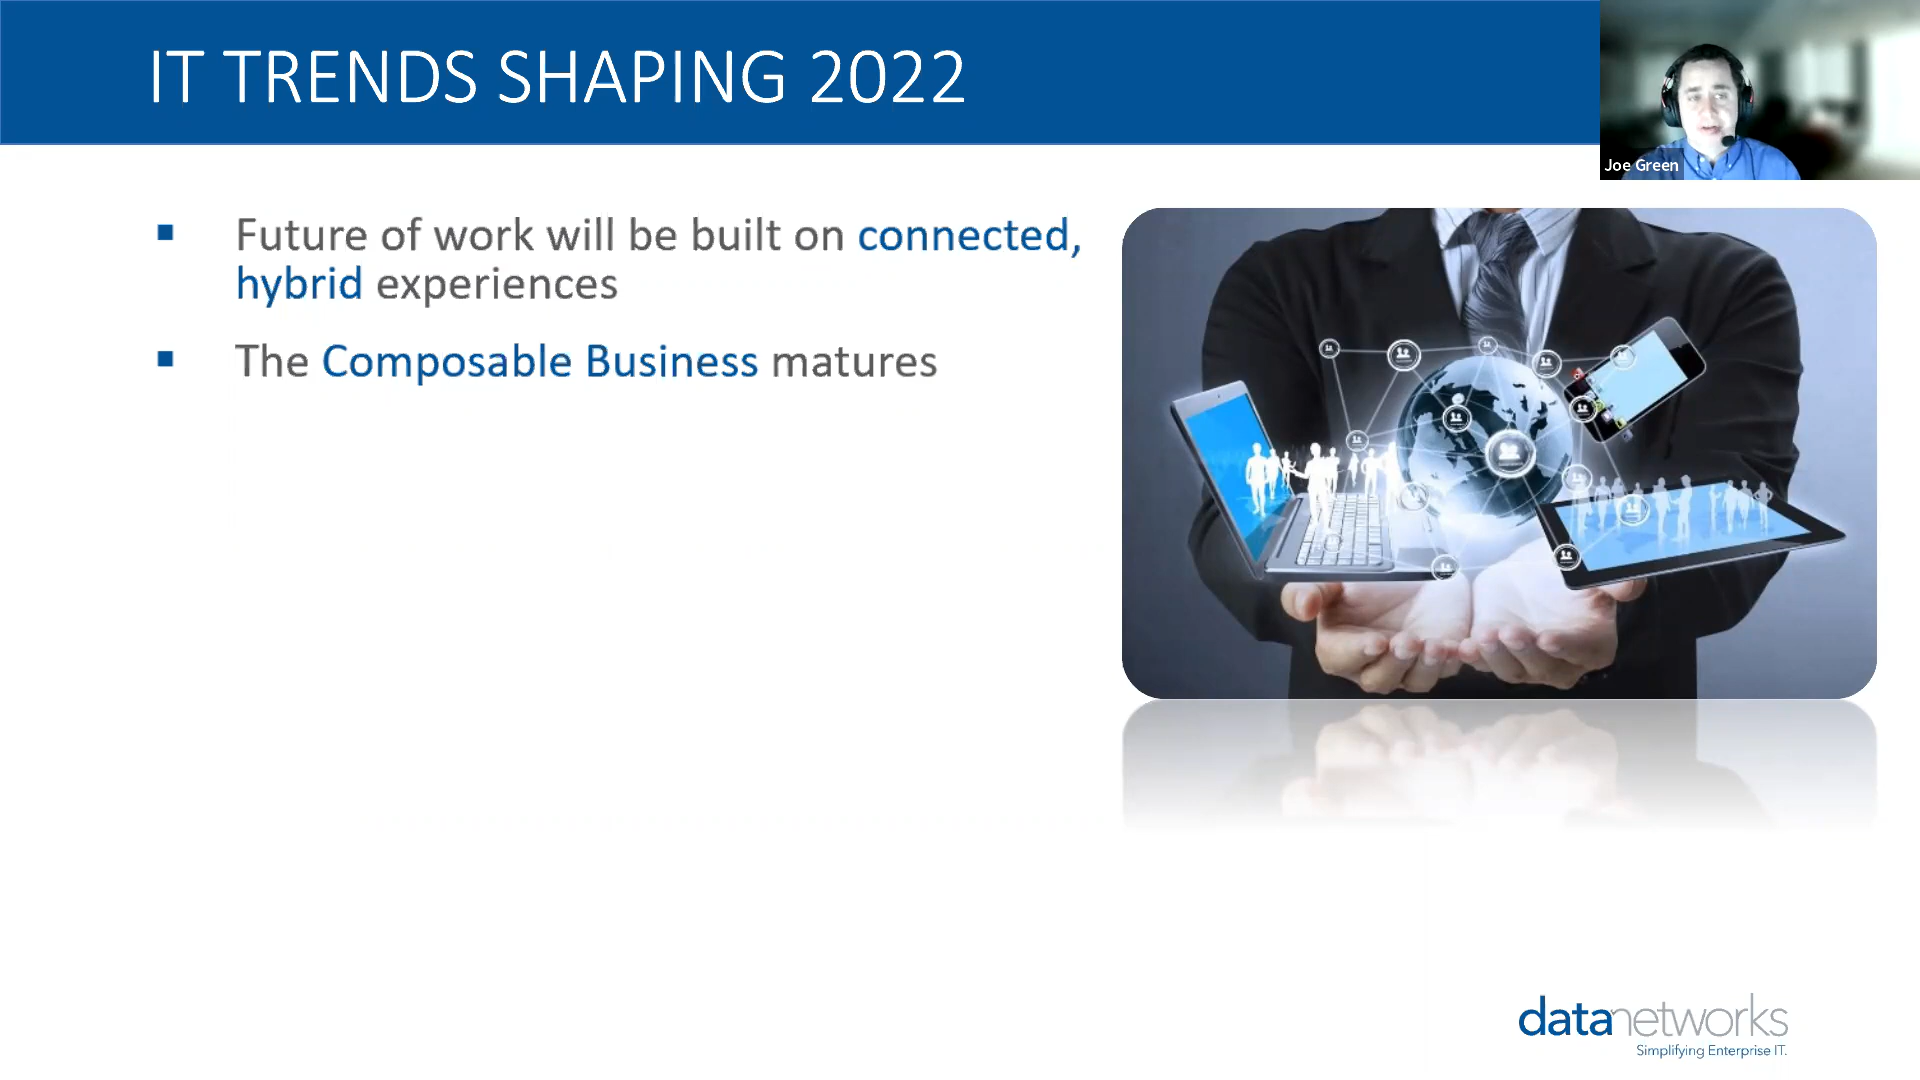 IT TRENDS SHAPING 2022
Joe Green
▪ Future of work will be built on connected,
hybrid experiences
▪ The Composable Business matures
datanetworks
Simplifying Enterprise IT.